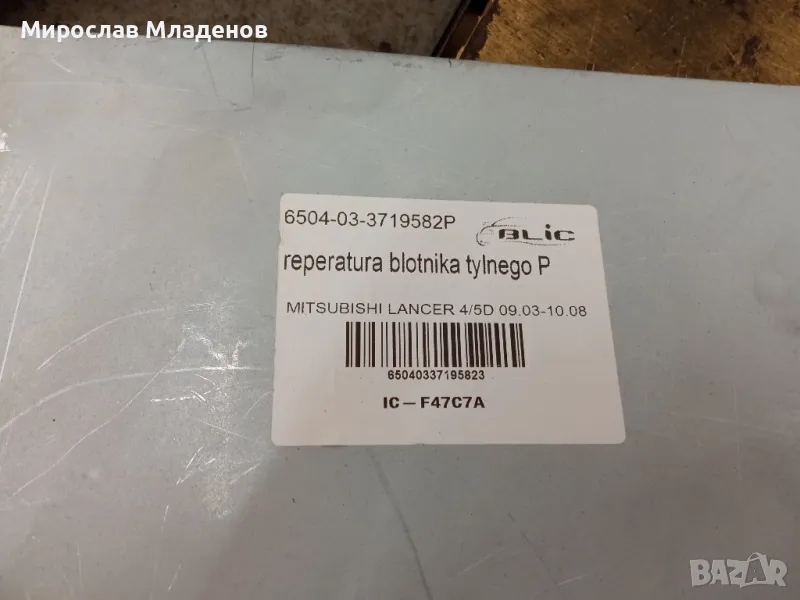 Мирослав Младенов
6504-03-3719582P
BLIC
reperatura blotnika tylnego P
MITSUBISHI LANCER 4/5D 09.03-10.08
65040337195823
IC – F47C7A
BAZAR